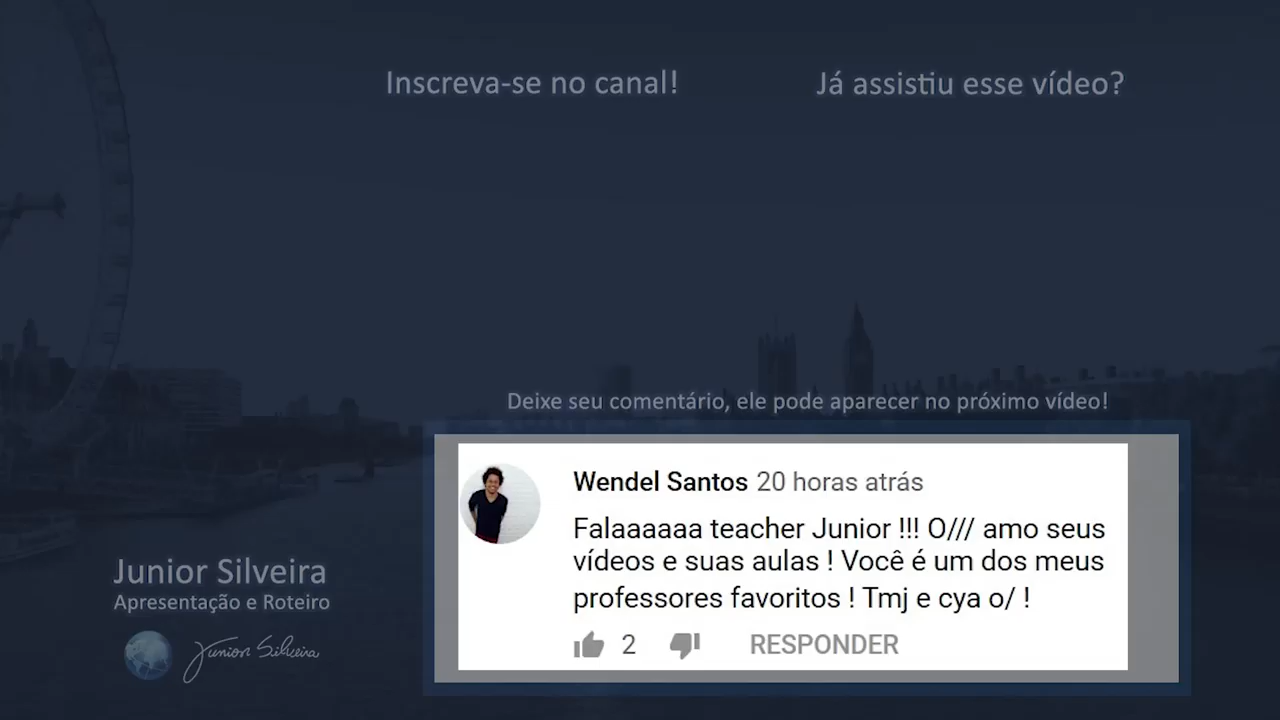 Inscreva-se no canal!
Já assistiu esse vídeo?
Deixe seu comentário, ele pode aparecer no próximo vídeo!
Wendel Santos 20 horas atrás
Falaaaaaa teacher Junior !!! O/// amo seus
vídeos e suas aulas ! Você é um dos meus
professores favoritos ! Tmj e cya o/ !
2
RESPONDER
Junior Silveira
Apresentação e Roteiro
Junior Silveira